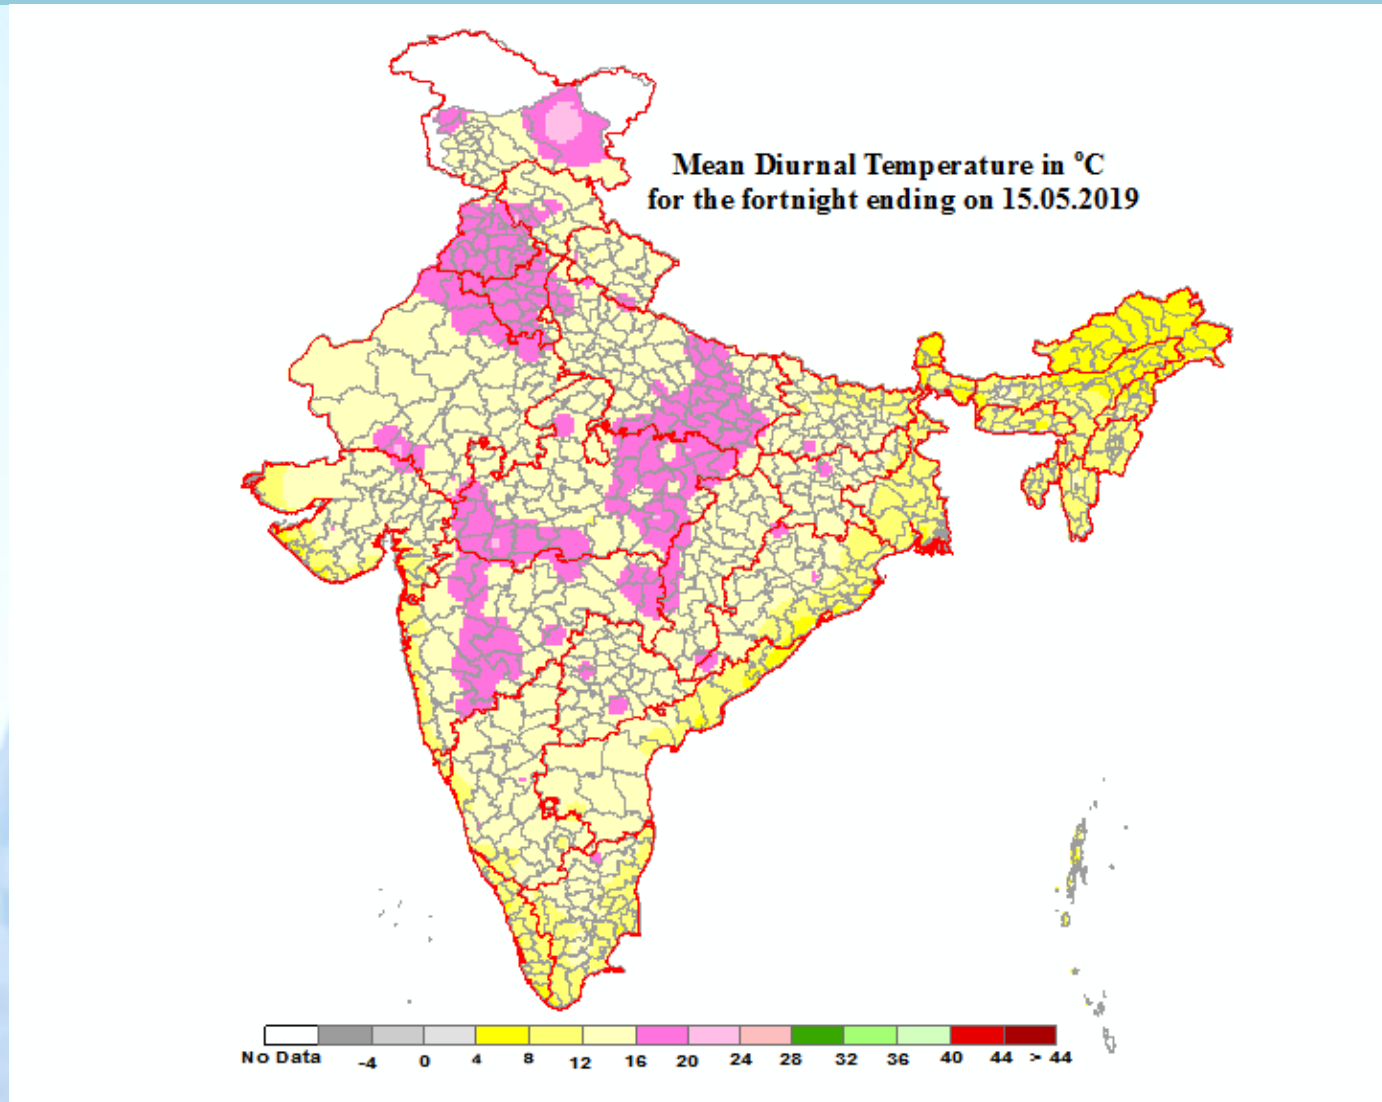 Mean Diurnal Temperature in °C
for the fortnight ending on 15.05.2019
No Data -4 0 4 8 12 16 20 24 28 32 36 40 44 > 44